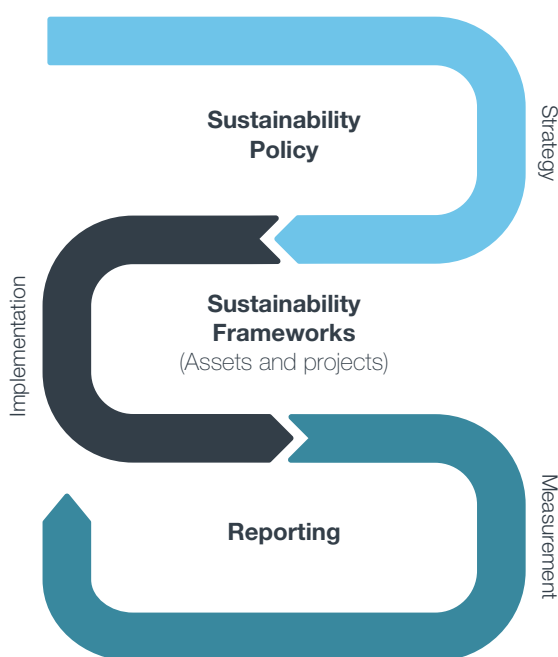 Sustainability
Policy
Strategy
Implementation
Sustainability
Frameworks
(Assets and projects)
Reporting
Measurement